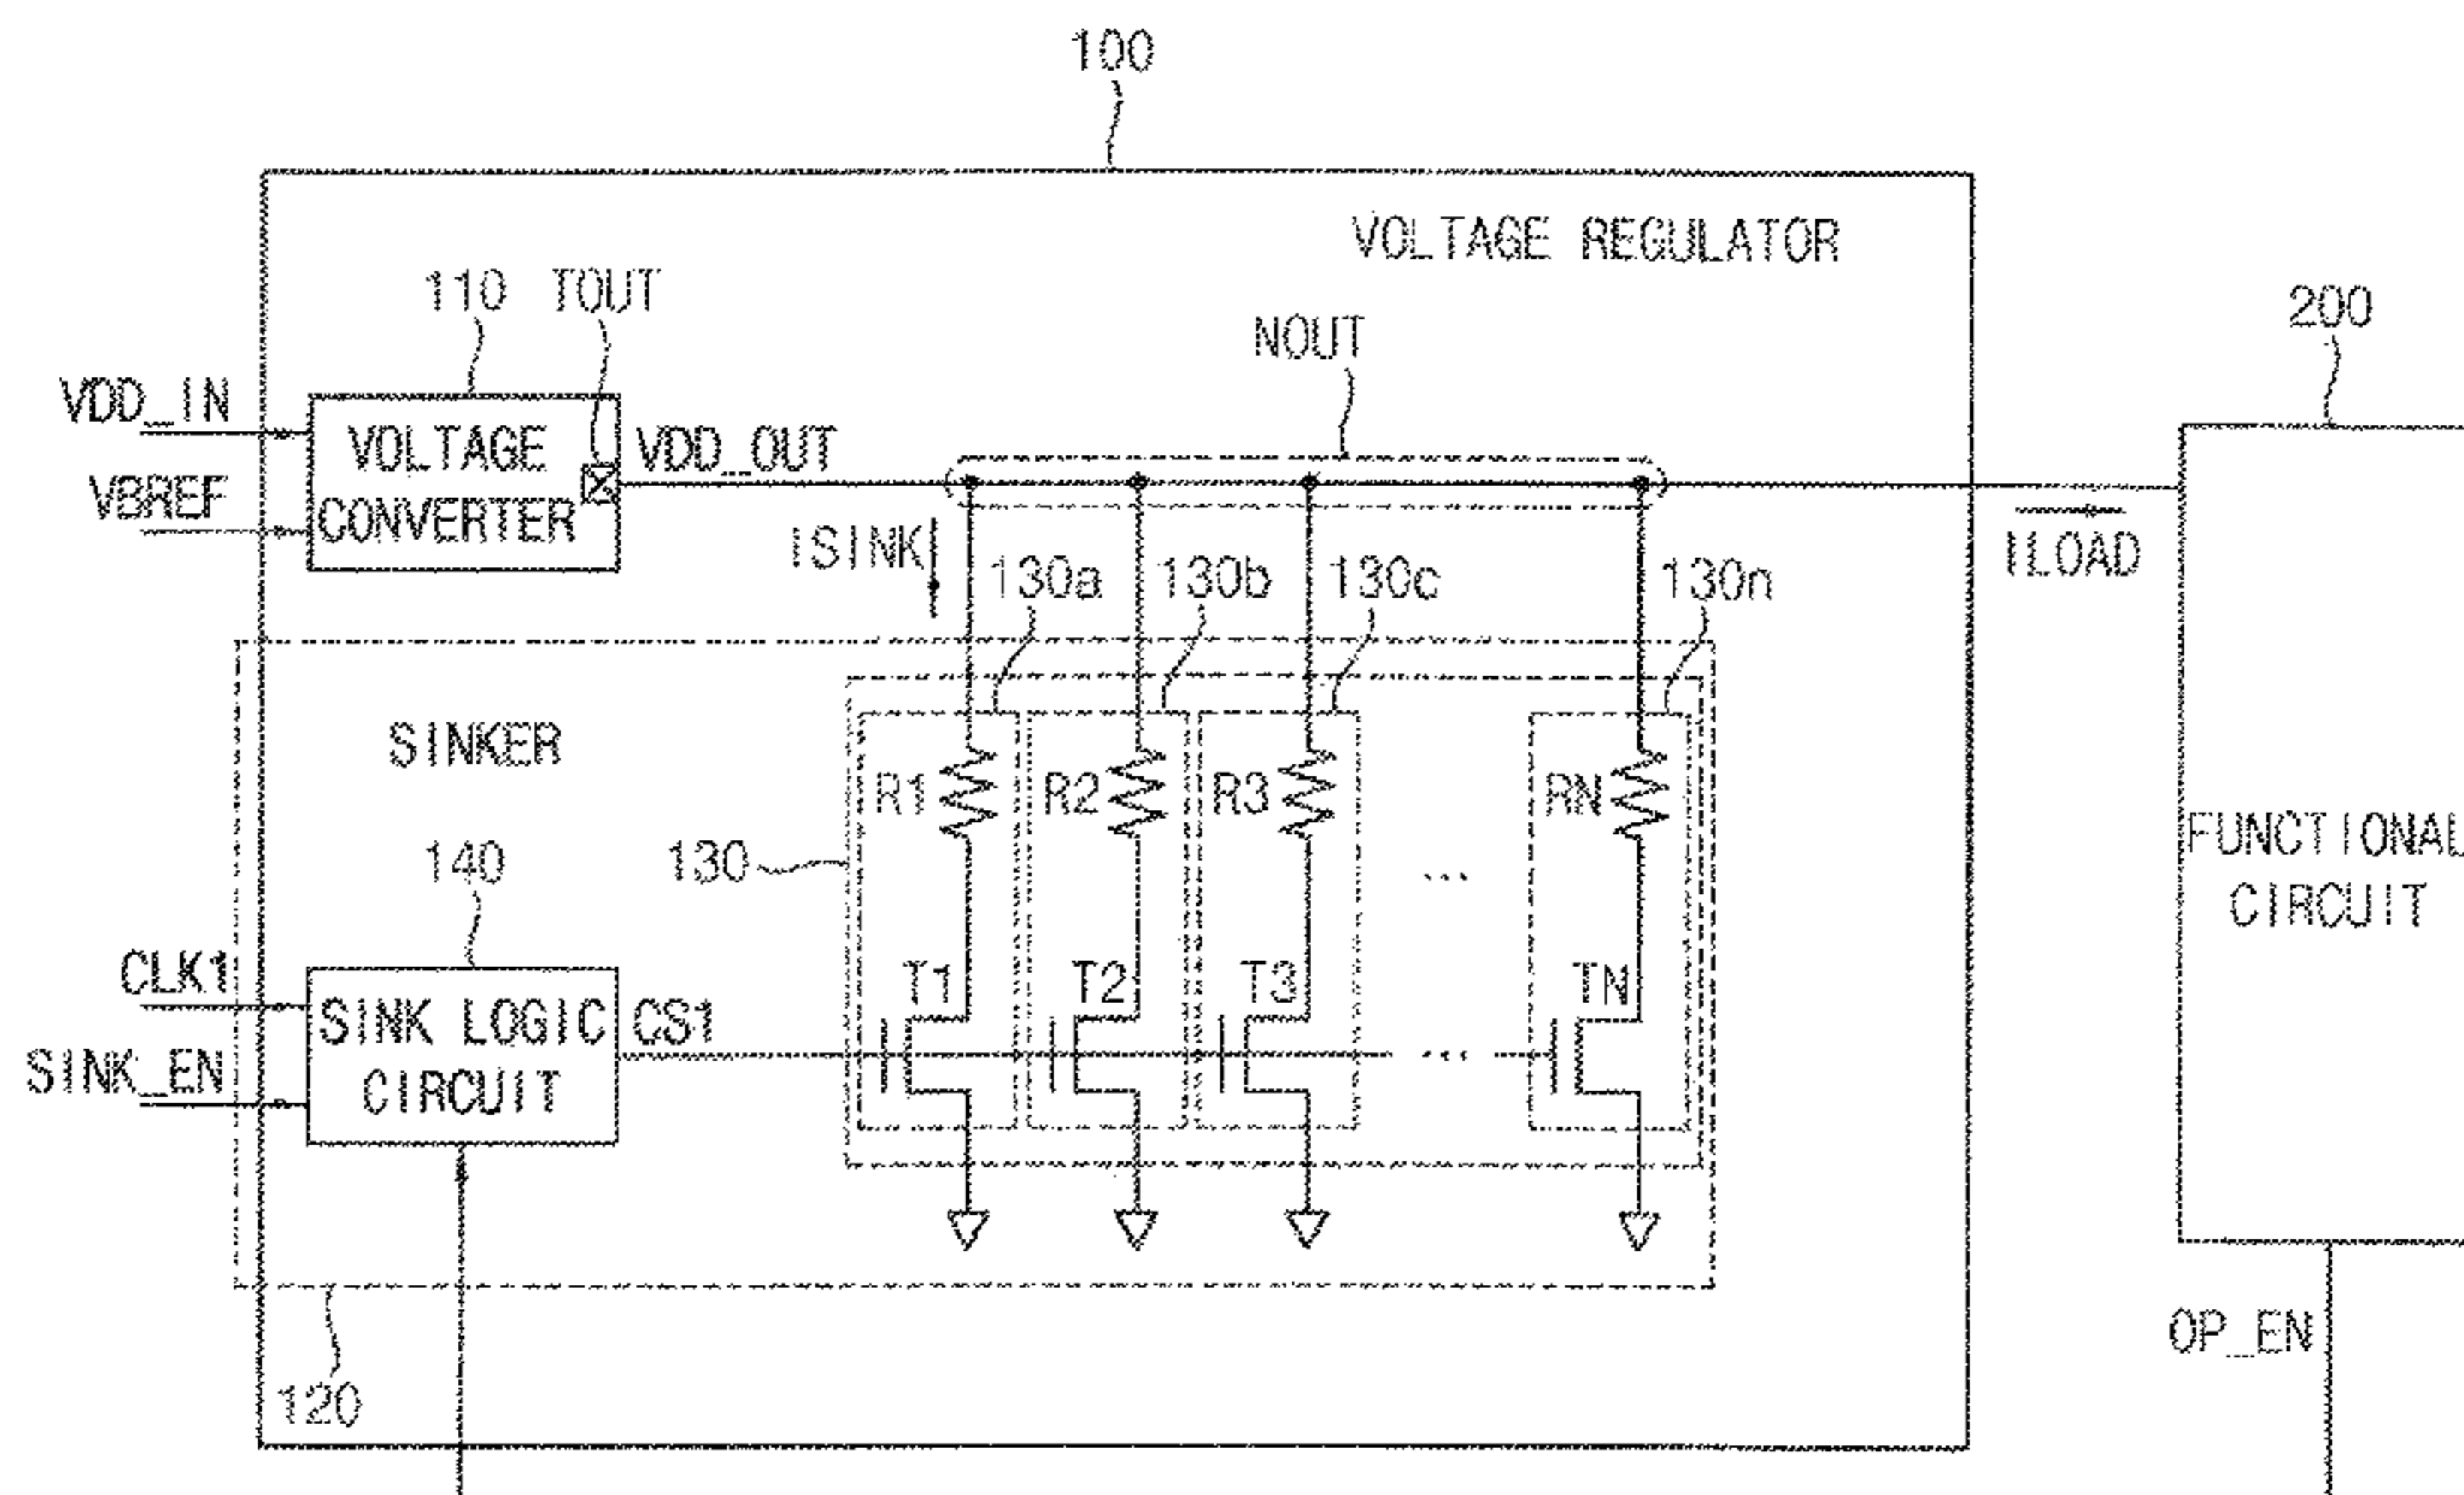 100
VOLTAGE REGULATOR
110 TOUT
NOUT
200
VDD_IN
VBREF
VOLTAGE
CONVERTER
VDD_OUT
ISINK
130a 130b 130c 130n
ILOAD
SINKER
R1 R2 R3 RN
130
140
...
FUNCTIONAL
CIRCUIT
CLK1
SINK_EN
SINK LOGIC
CIRCUIT
CS1
T1 T2 T3 TN
...
OP_EN
120